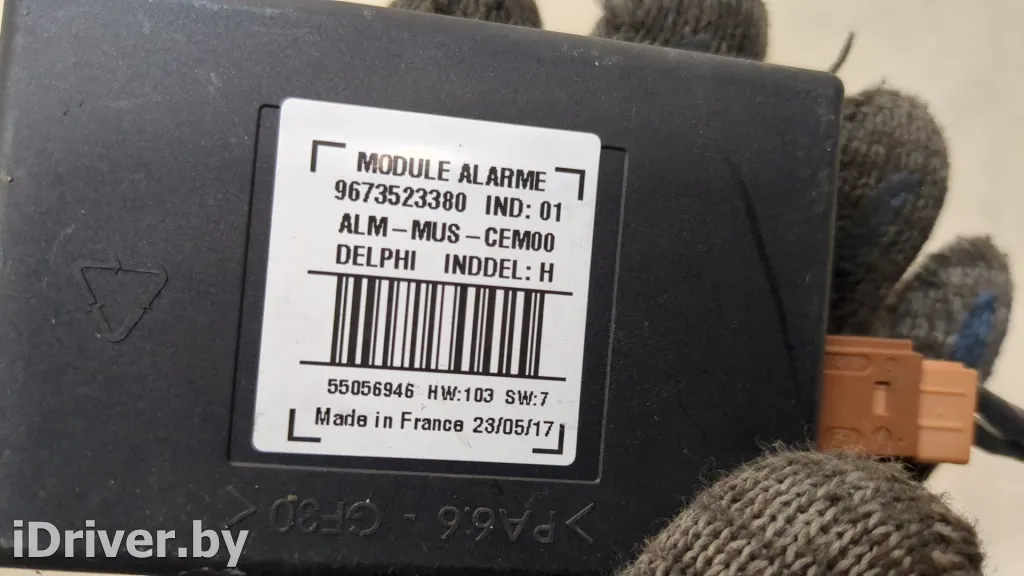 MODULE ALARME
9673523380 IND: 01
ALM-MUS-CEM00
DELPHI INDDEL: H
55056946 HW:103 SW:7
Made in France 23/05/17
>PA6.6 - GF30<
iDriver.by